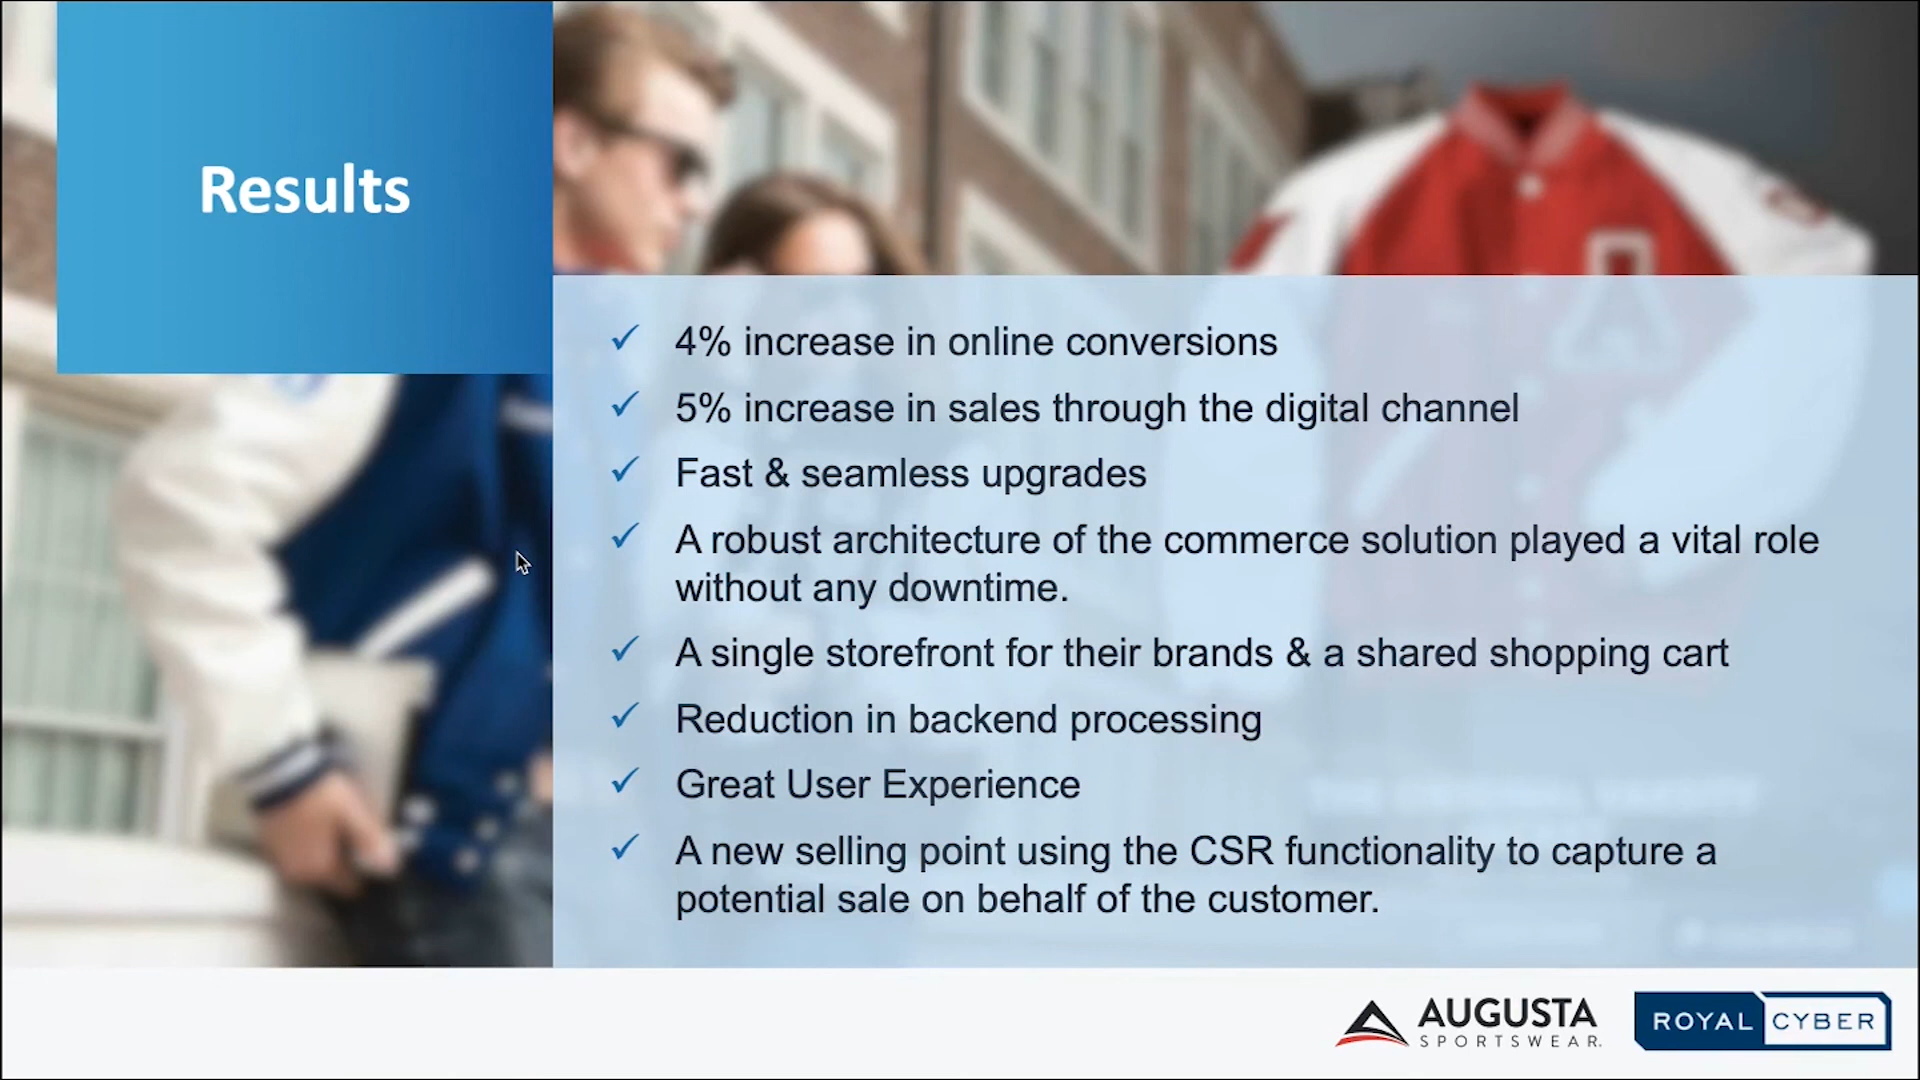 Results
4% increase in online conversions
5% increase in sales through the digital channel
Fast & seamless upgrades
A robust architecture of the commerce solution played a vital role
without any downtime.
A single storefront for their brands & a shared shopping cart
Reduction in backend processing
Great User Experience
A new selling point using the CSR functionality to capture a
potential sale on behalf of the customer.
AUGUSTA
SPORTSWEAR.
ROYAL CYBER